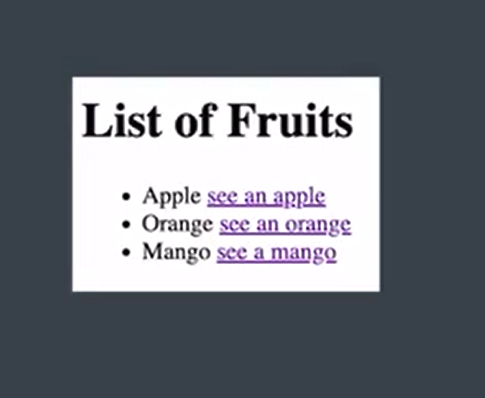 List of Fruits
Apple see an apple
Orange see an orange
Mango see a mango